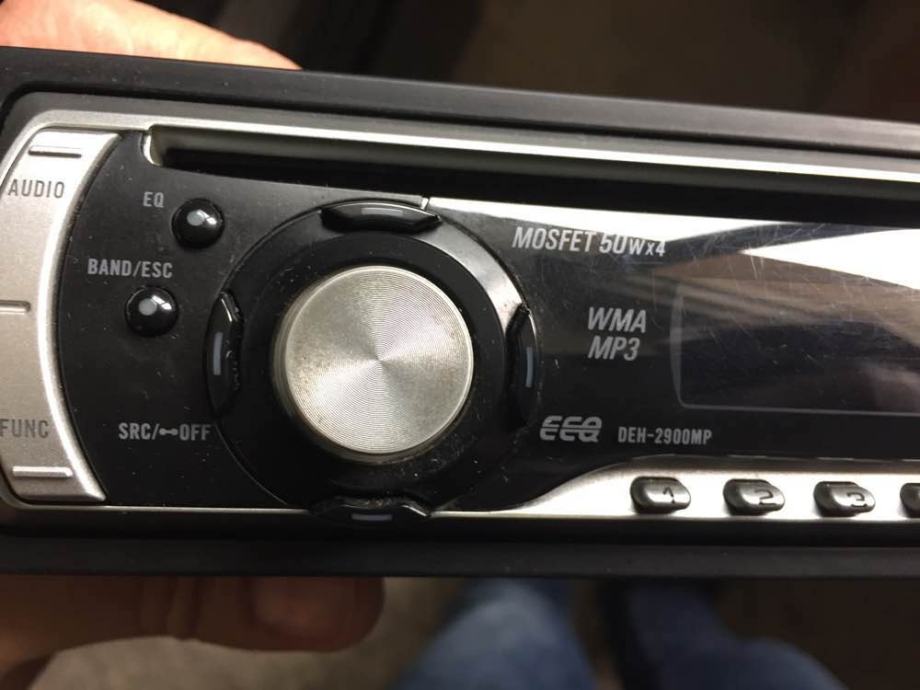 AUDIO
EQ
BAND/ESC
FUNC
SRC/OFF
MOSFET 50Wx4
WMA
MP3
EEQ DEH-2900MP
1 2 3